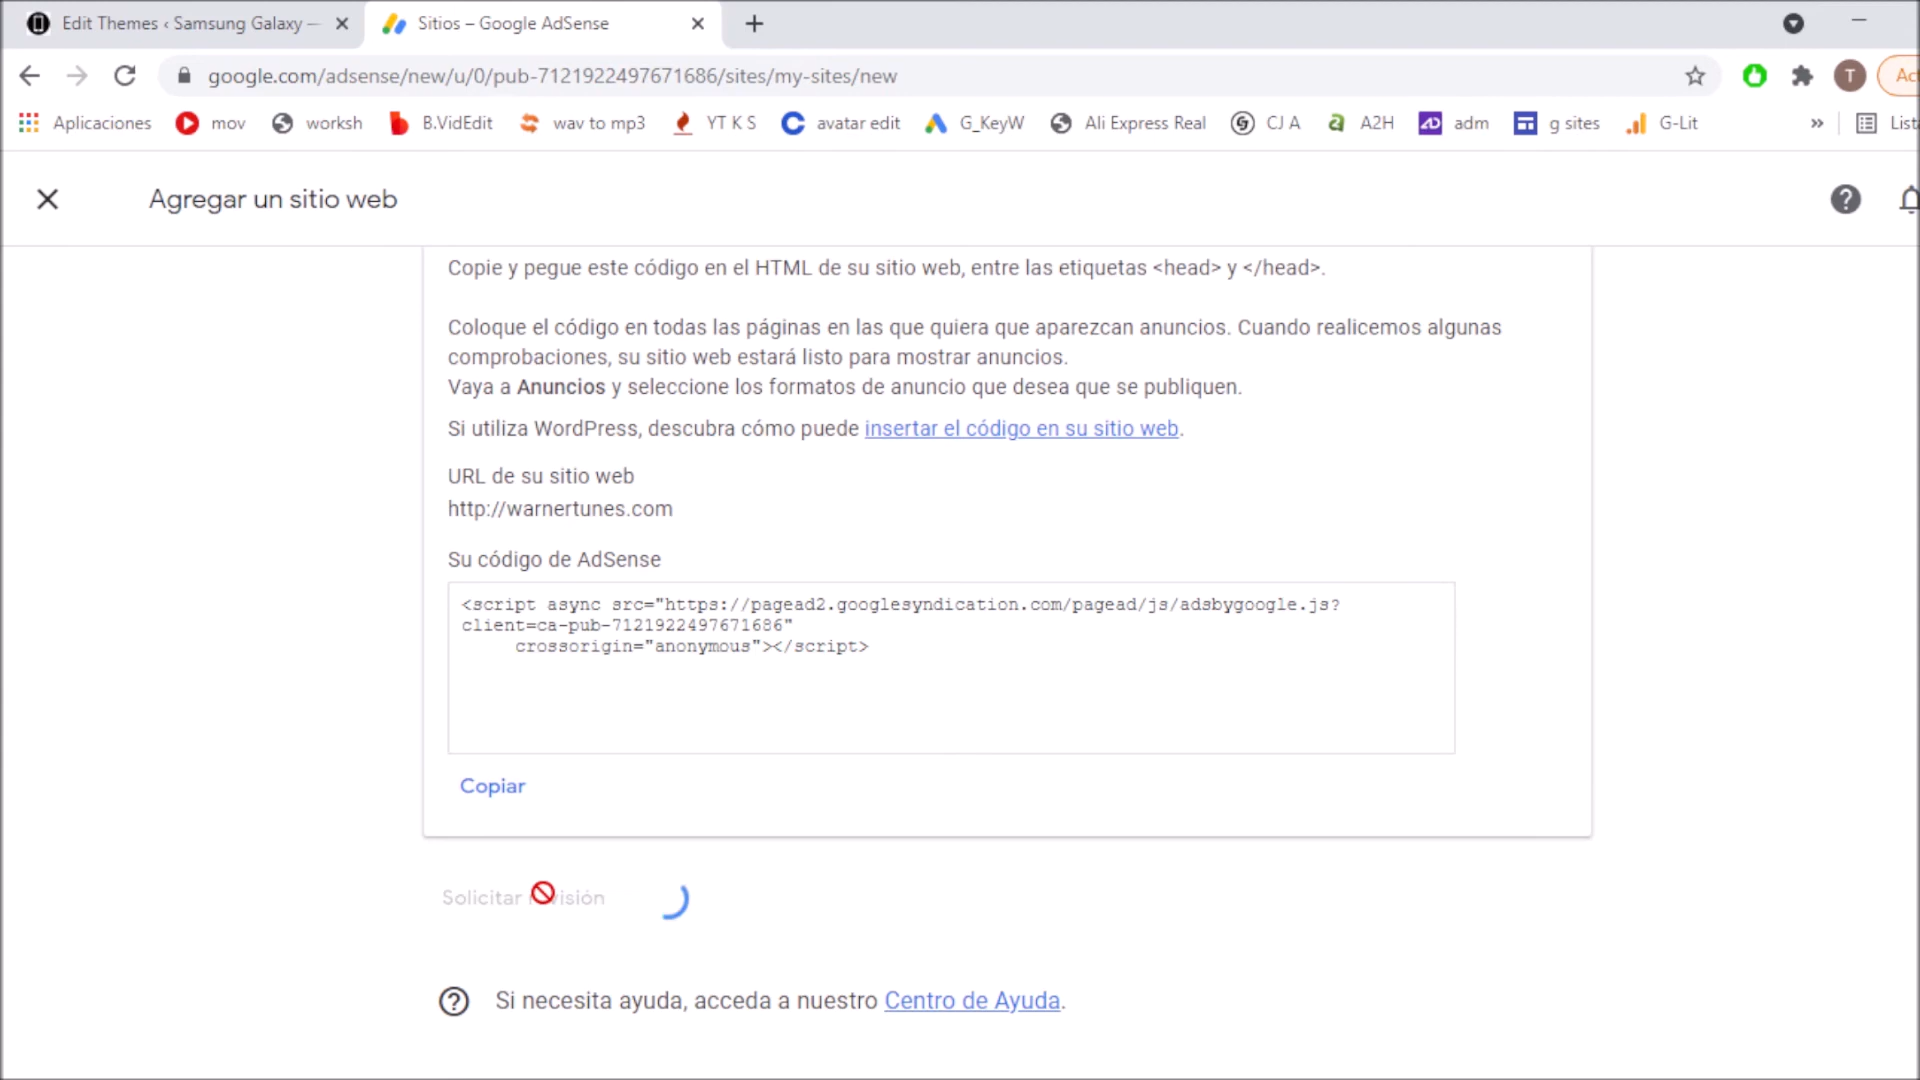 Edit Themes ‹ Samsung Galaxy —
Sitios – Google AdSense
google.com/adsense/new/u/0/pub-7121922497671686/sites/my-sites/new
T
Act
Aplicaciones mov worksh B.VidEdit wav to mp3 YT K S avatar edit G_KeyW Ali Express Real CJ A A2H adm g sites G-Lit » List
Agregar un sitio web
Copie y pegue este código en el HTML de su sitio web, entre las etiquetas <head> y </head>.
Coloque el código en todas las páginas en las que quiera que aparezcan anuncios. Cuando realicemos algunas
comprobaciones, su sitio web estará listo para mostrar anuncios.
Vaya a Anuncios y seleccione los formatos de anuncio que desea que se publiquen.
Si utiliza WordPress, descubra cómo puede insertar el código en su sitio web.
URL de su sitio web
http://warnertunes.com
Su código de AdSense
<script async src="https://pagead2.googlesyndication.com/pagead/js/adsbygoogle.js?
client=ca-pub-7121922497671686"
crossorigin="anonymous"></script>
Copiar
Solicitar
Si necesita ayuda, acceda a nuestro Centro de Ayuda.